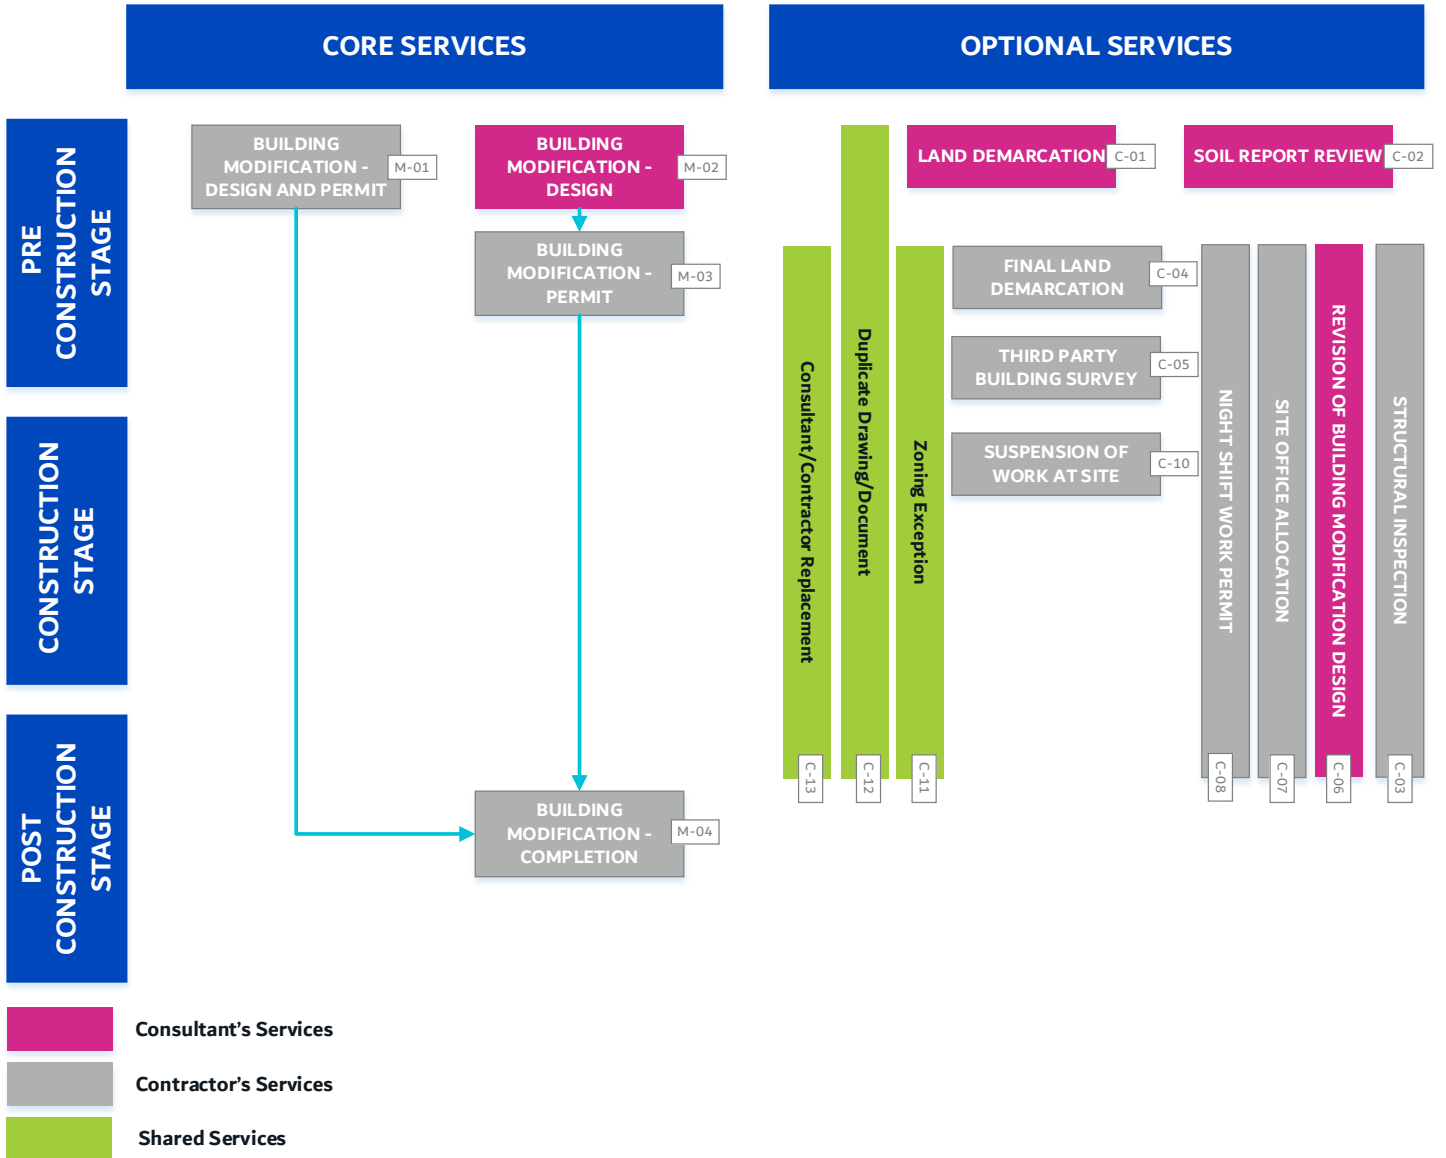 CORE SERVICES
OPTIONAL SERVICES
PRE
CONSTRUCTION
STAGE
BUILDING
MODIFICATION -
DESIGN AND PERMIT
M-01
BUILDING
MODIFICATION -
DESIGN
M-02
BUILDING
MODIFICATION -
PERMIT
M-03
LAND DEMARCATION
C-01
SOIL REPORT REVIEW
C-02
FINAL LAND
DEMARCATION
C-04
THIRD PARTY
BUILDING SURVEY
C-05
CONSTRUCTION
STAGE
SUSPENSION OF
WORK AT SITE
C-10
Consultant/Contractor Replacement
C-13
Duplicate Drawing/Document
C-12
Zoning Exception
C-11
NIGHT SHIFT WORK PERMIT
C-08
SITE OFFICE ALLOCATION
C-07
REVISION OF BUILDING MODIFICATION DESIGN
C-06
STRUCTURAL INSPECTION
C-03
POST
CONSTRUCTION
STAGE
BUILDING
MODIFICATION -
COMPLETION
M-04
Consultant’s Services
Contractor’s Services
Shared Services